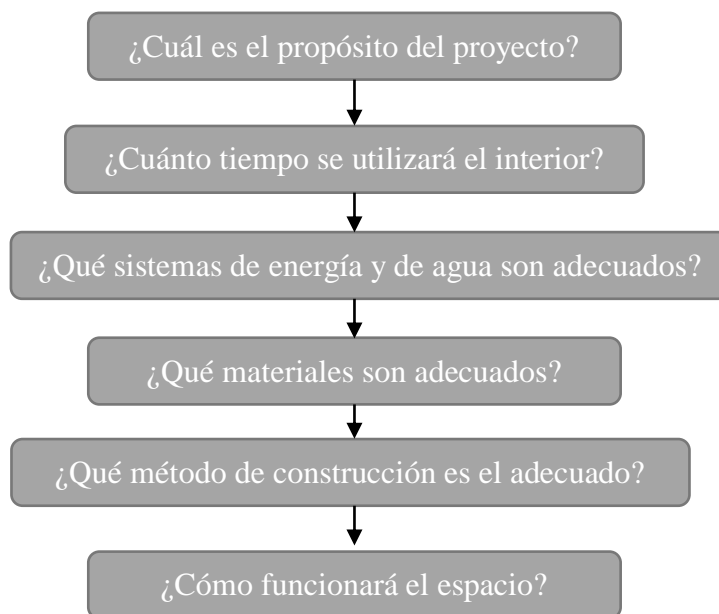 ¿Cuál es el propósito del proyecto?
¿Cuánto tiempo se utilizará el interior?
¿Qué sistemas de energía y de agua son adecuados?
¿Qué materiales son adecuados?
¿Qué método de construcción es el adecuado?
¿Cómo funcionará el espacio?